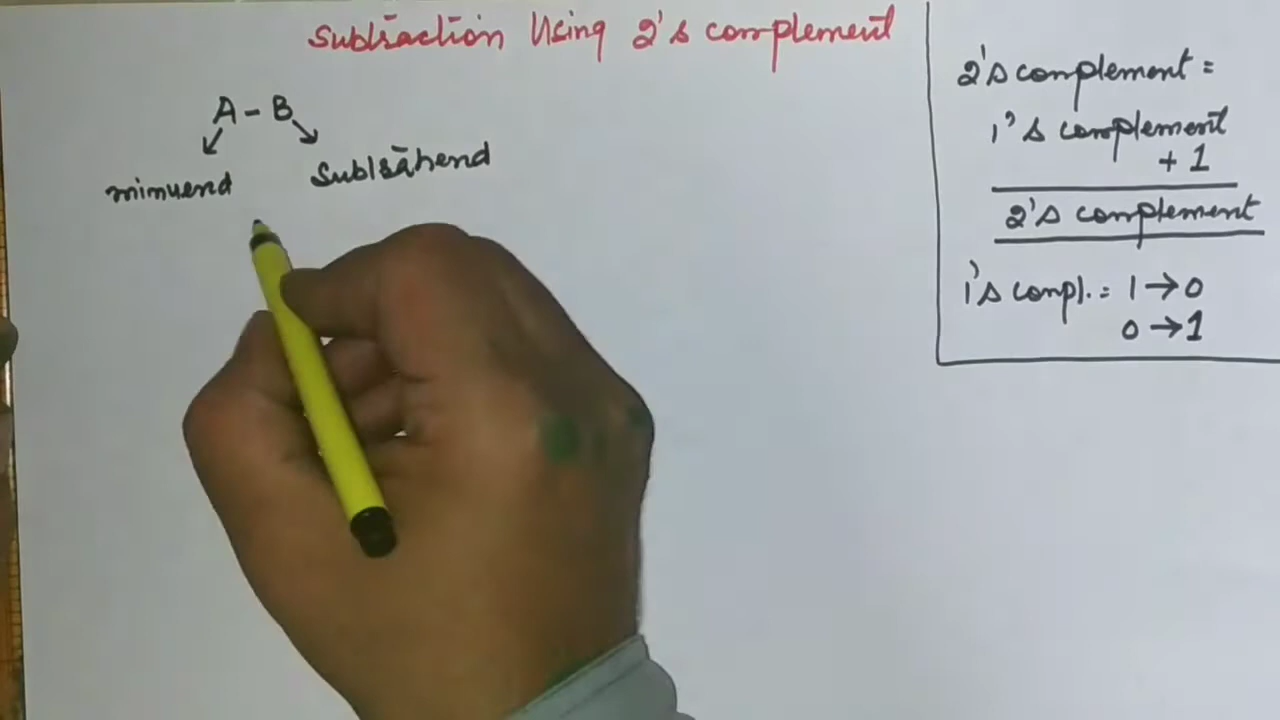 Subtraction Using 2's complement
A - B
minuend
Subtrahend
2's complement =
1's complement
+ 1
2's complement
1's compl. = 1 → 0
0 → 1